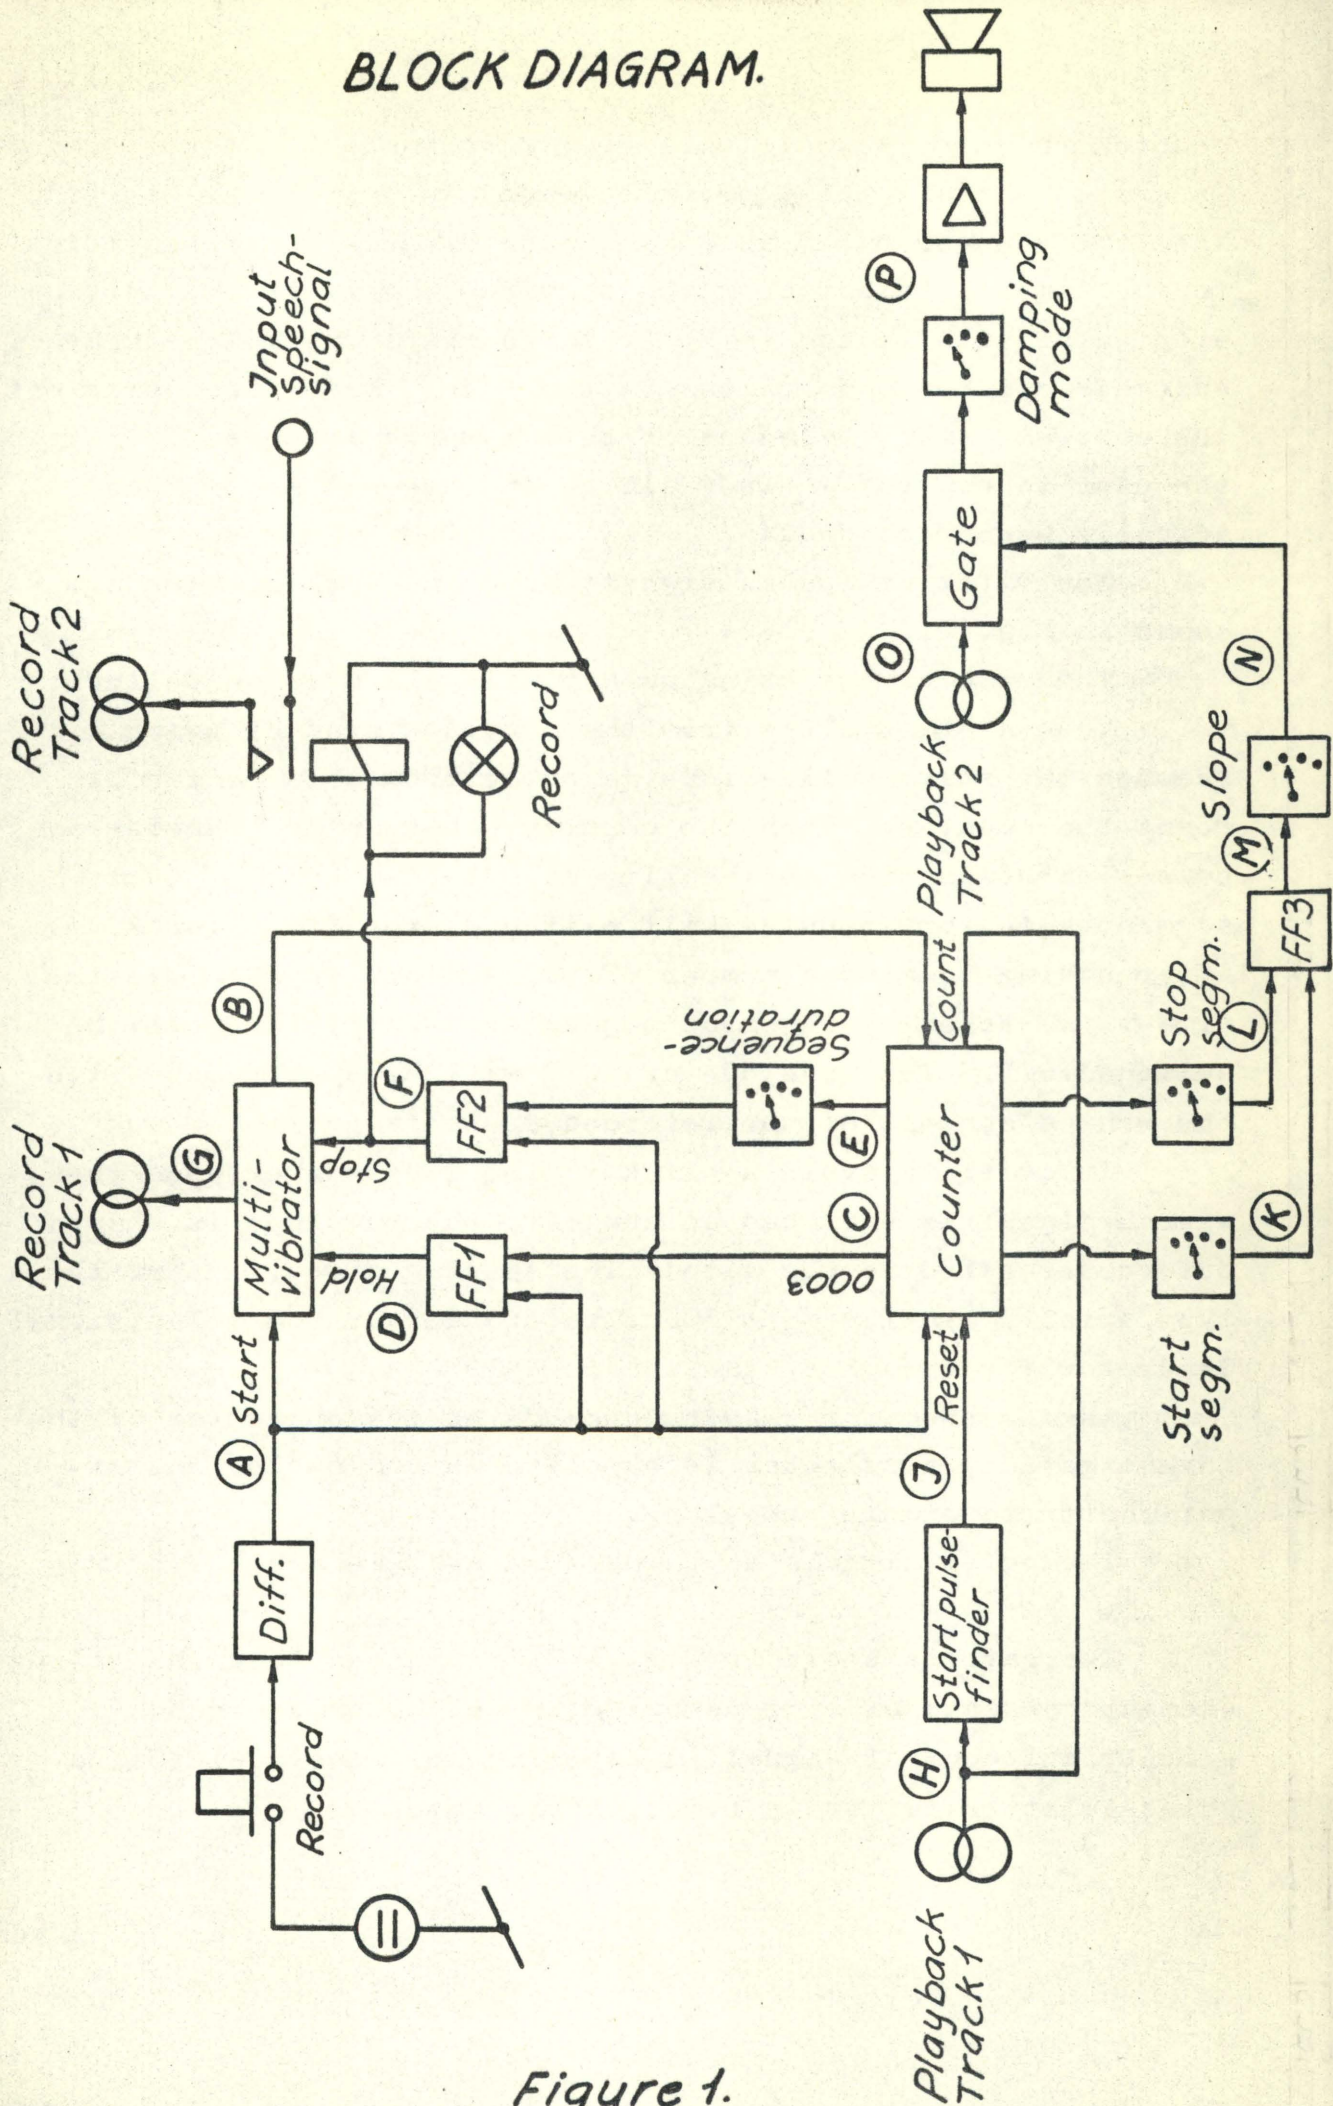 BLOCK DIAGRAM.
Record
Track 1
Record
Track 2
Input
speech-
signal
G
A
Start
Multi-
vibrator
B
Diff.
Record
Hold
Stop
D
FF1
F
FF2
Record
Sequence-
duration
0003
C
E
H
Start pulse-
finder
J
Reset
Counter
Count
Playback
Track 1
Playback
Track 2
O
Gate
P
Damping
mode
Start
segm.
K
Stop
segm.
L
FF3
M
Slope
N
Figure 1.